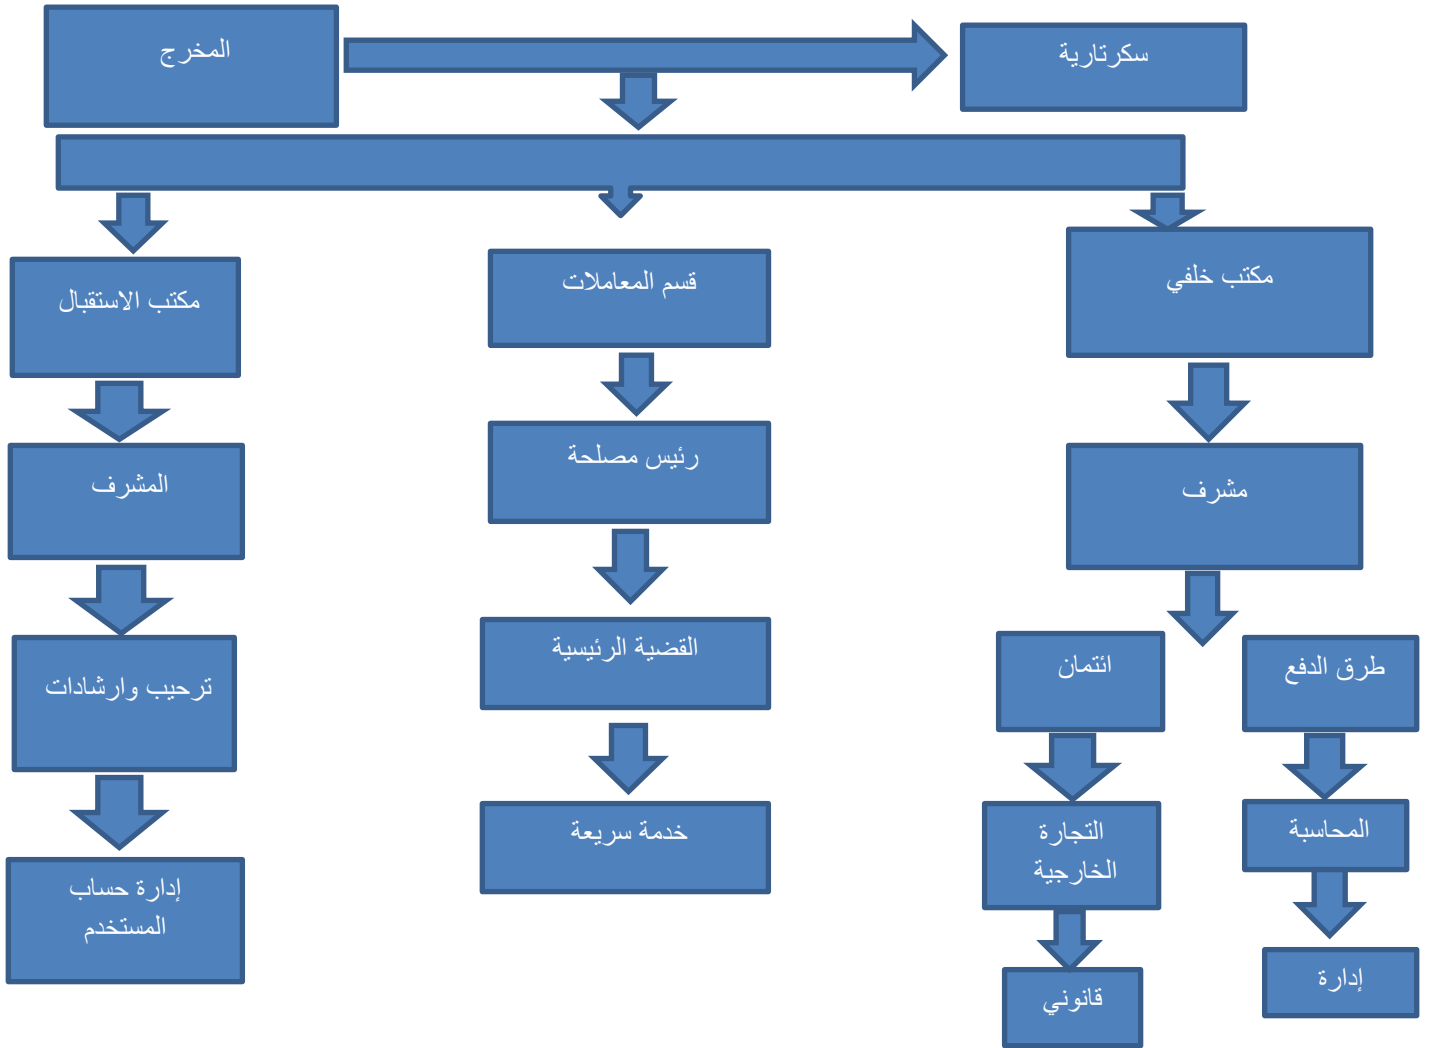 المخرج
سكرتارية
مكتب خلفي
قسم المعاملات
مكتب الاستقبال
مشرف
رئيس مصلحة
المشرف
طرق الدفع
ائتمان
القضية الرئيسية
ترحيب وارشادات
المحاسبة
التجارة
الخارجية
خدمة سريعة
إدارة حساب
المستخدم
إدارة
قانوني